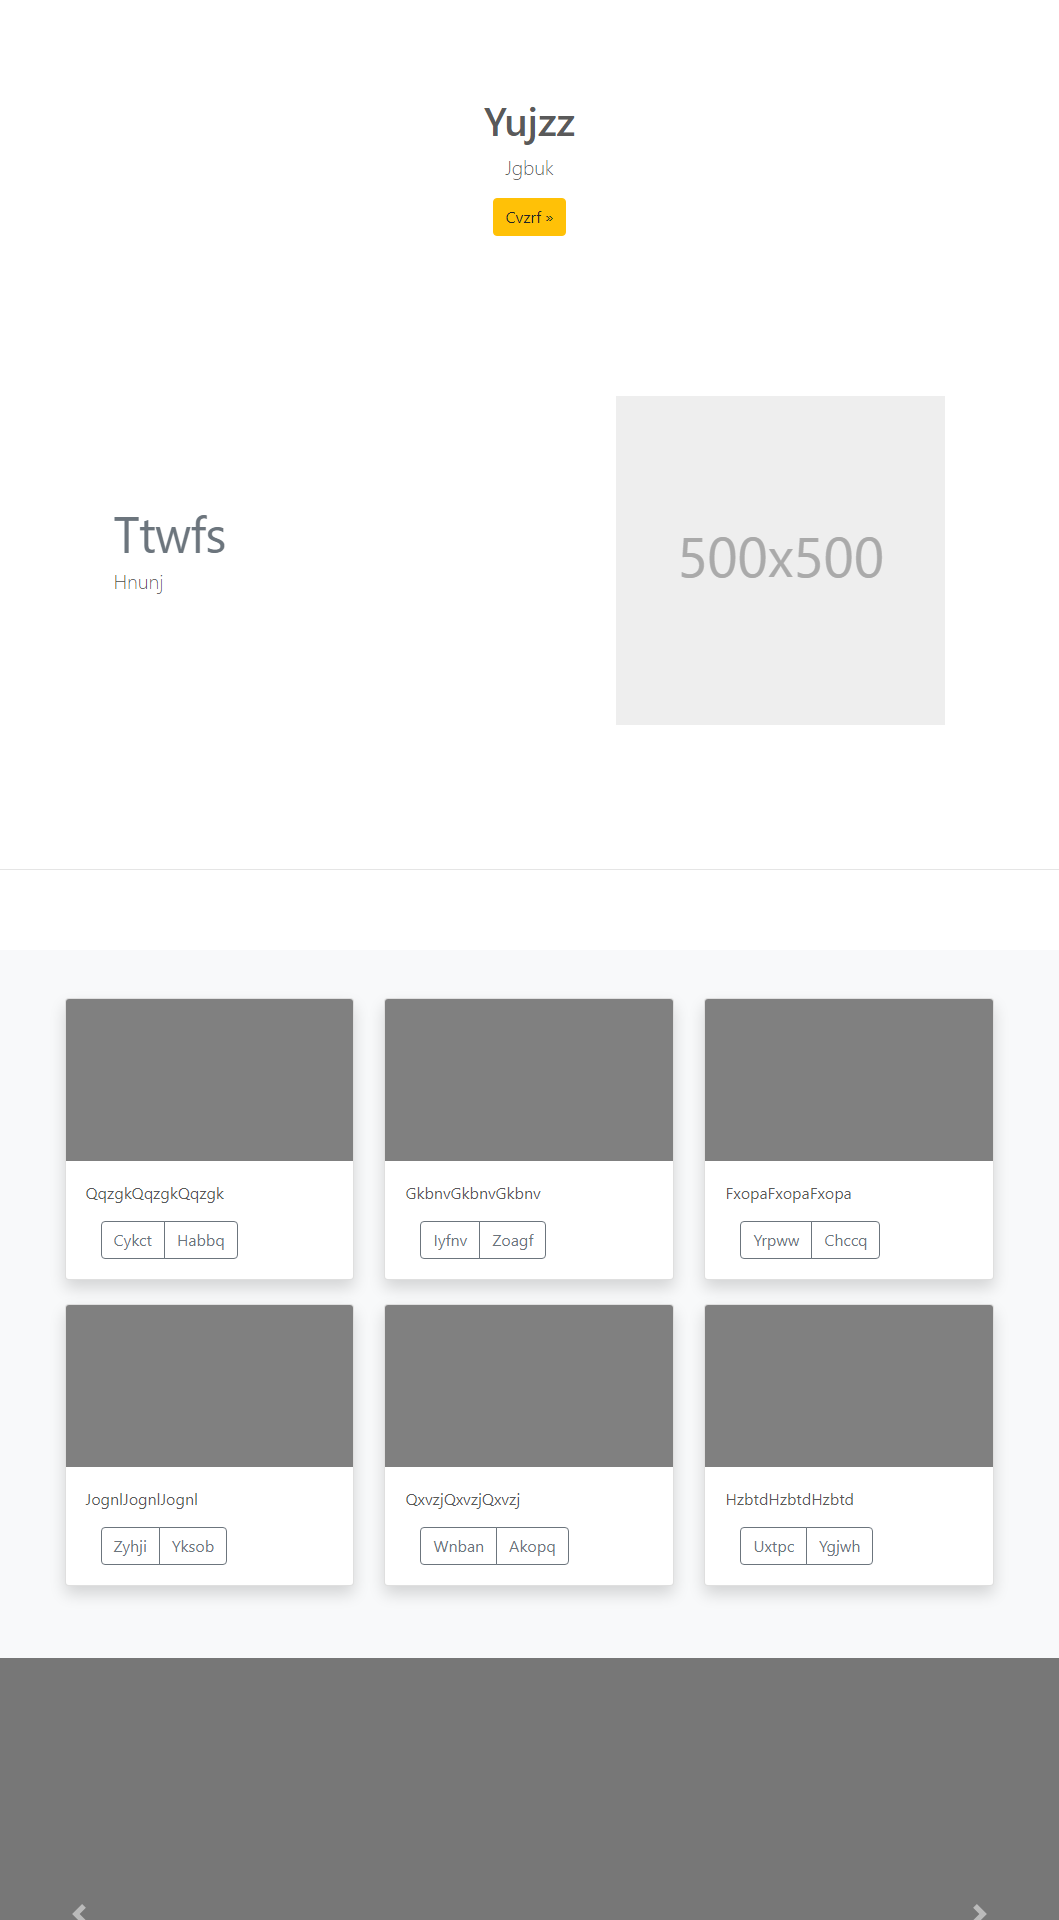 Yujzz
Jgbuk
Cvzrf »
Ttwfs
Hnunj
500x500
QqzgkQqzgkQqzgk
Cykct Habbq
GkbnvGkbnvGkbnv
Iyfnv Zoagf
FxopaFxopaFxopa
Yrpww Chccq
JognlJognlJognl
Zyhji Yksob
QxvzjQxvzjQxvzj
Wnban Akopq
HzbtdHzbtdHzbtd
Uxtpc Ygjwh